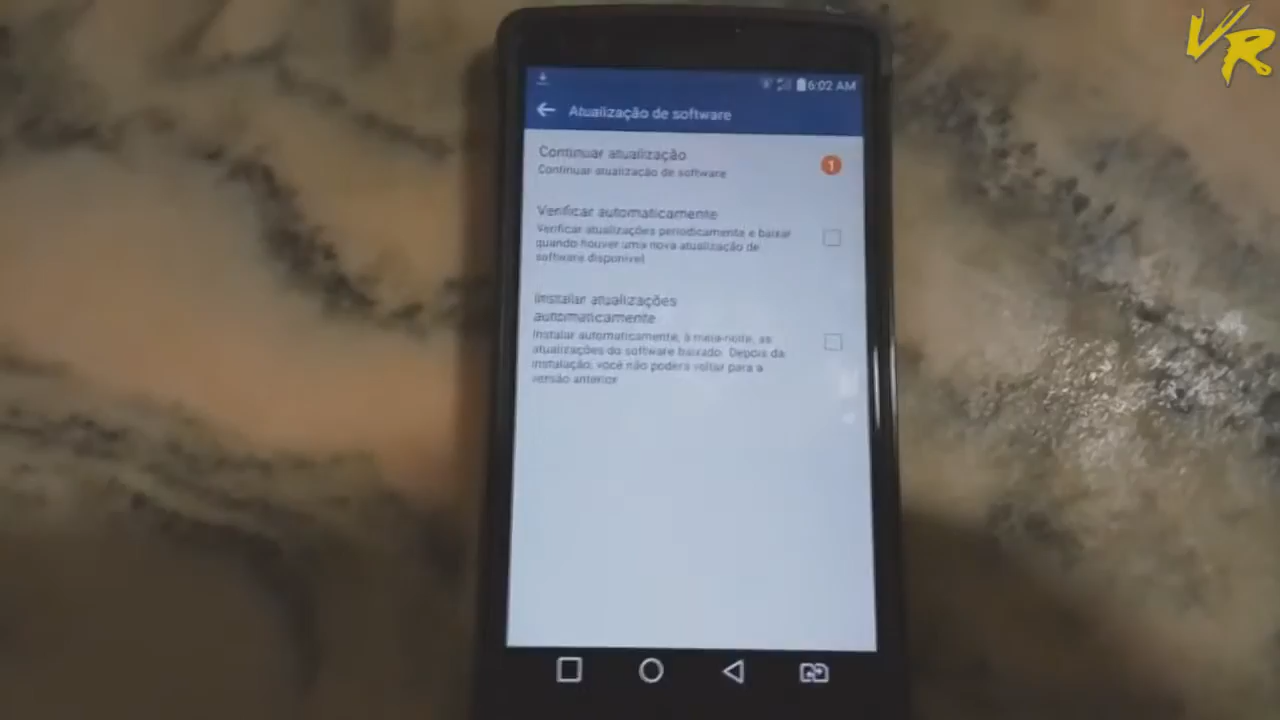 VR
6:02 AM
Atualização de software
Continuar atualização
1
Continuar atualização de software
Verificar automaticamente
Verificar atualizações periodicamente e baixar
quando houver uma nova atualização de
software disponível
Instalar atualizações
automaticamente
Instalar automaticamente, à meia-noite, as
atualizações do software baixado. Depois da
instalação, você não poderá voltar para a
versão anterior